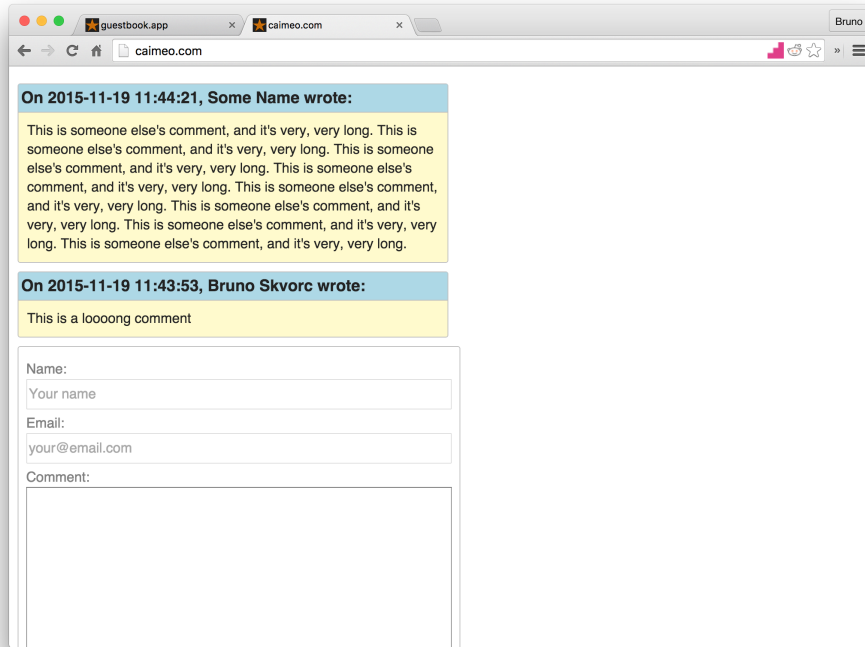 guestbook.app
caimeo.com
Bruno
caimeo.com
»
On 2015-11-19 11:44:21, Some Name wrote:
This is someone else's comment, and it's very, very long. This is
someone else's comment, and it's very, very long. This is someone
else's comment, and it's very, very long. This is someone else's
comment, and it's very, very long. This is someone else's comment,
and it's very, very long. This is someone else's comment, and it's
very, very long. This is someone else's comment, and it's very, very
long. This is someone else's comment, and it's very, very long.
On 2015-11-19 11:43:53, Bruno Skvorc wrote:
This is a loooong comment
Name:
Your name
Email:
your@email.com
Comment: